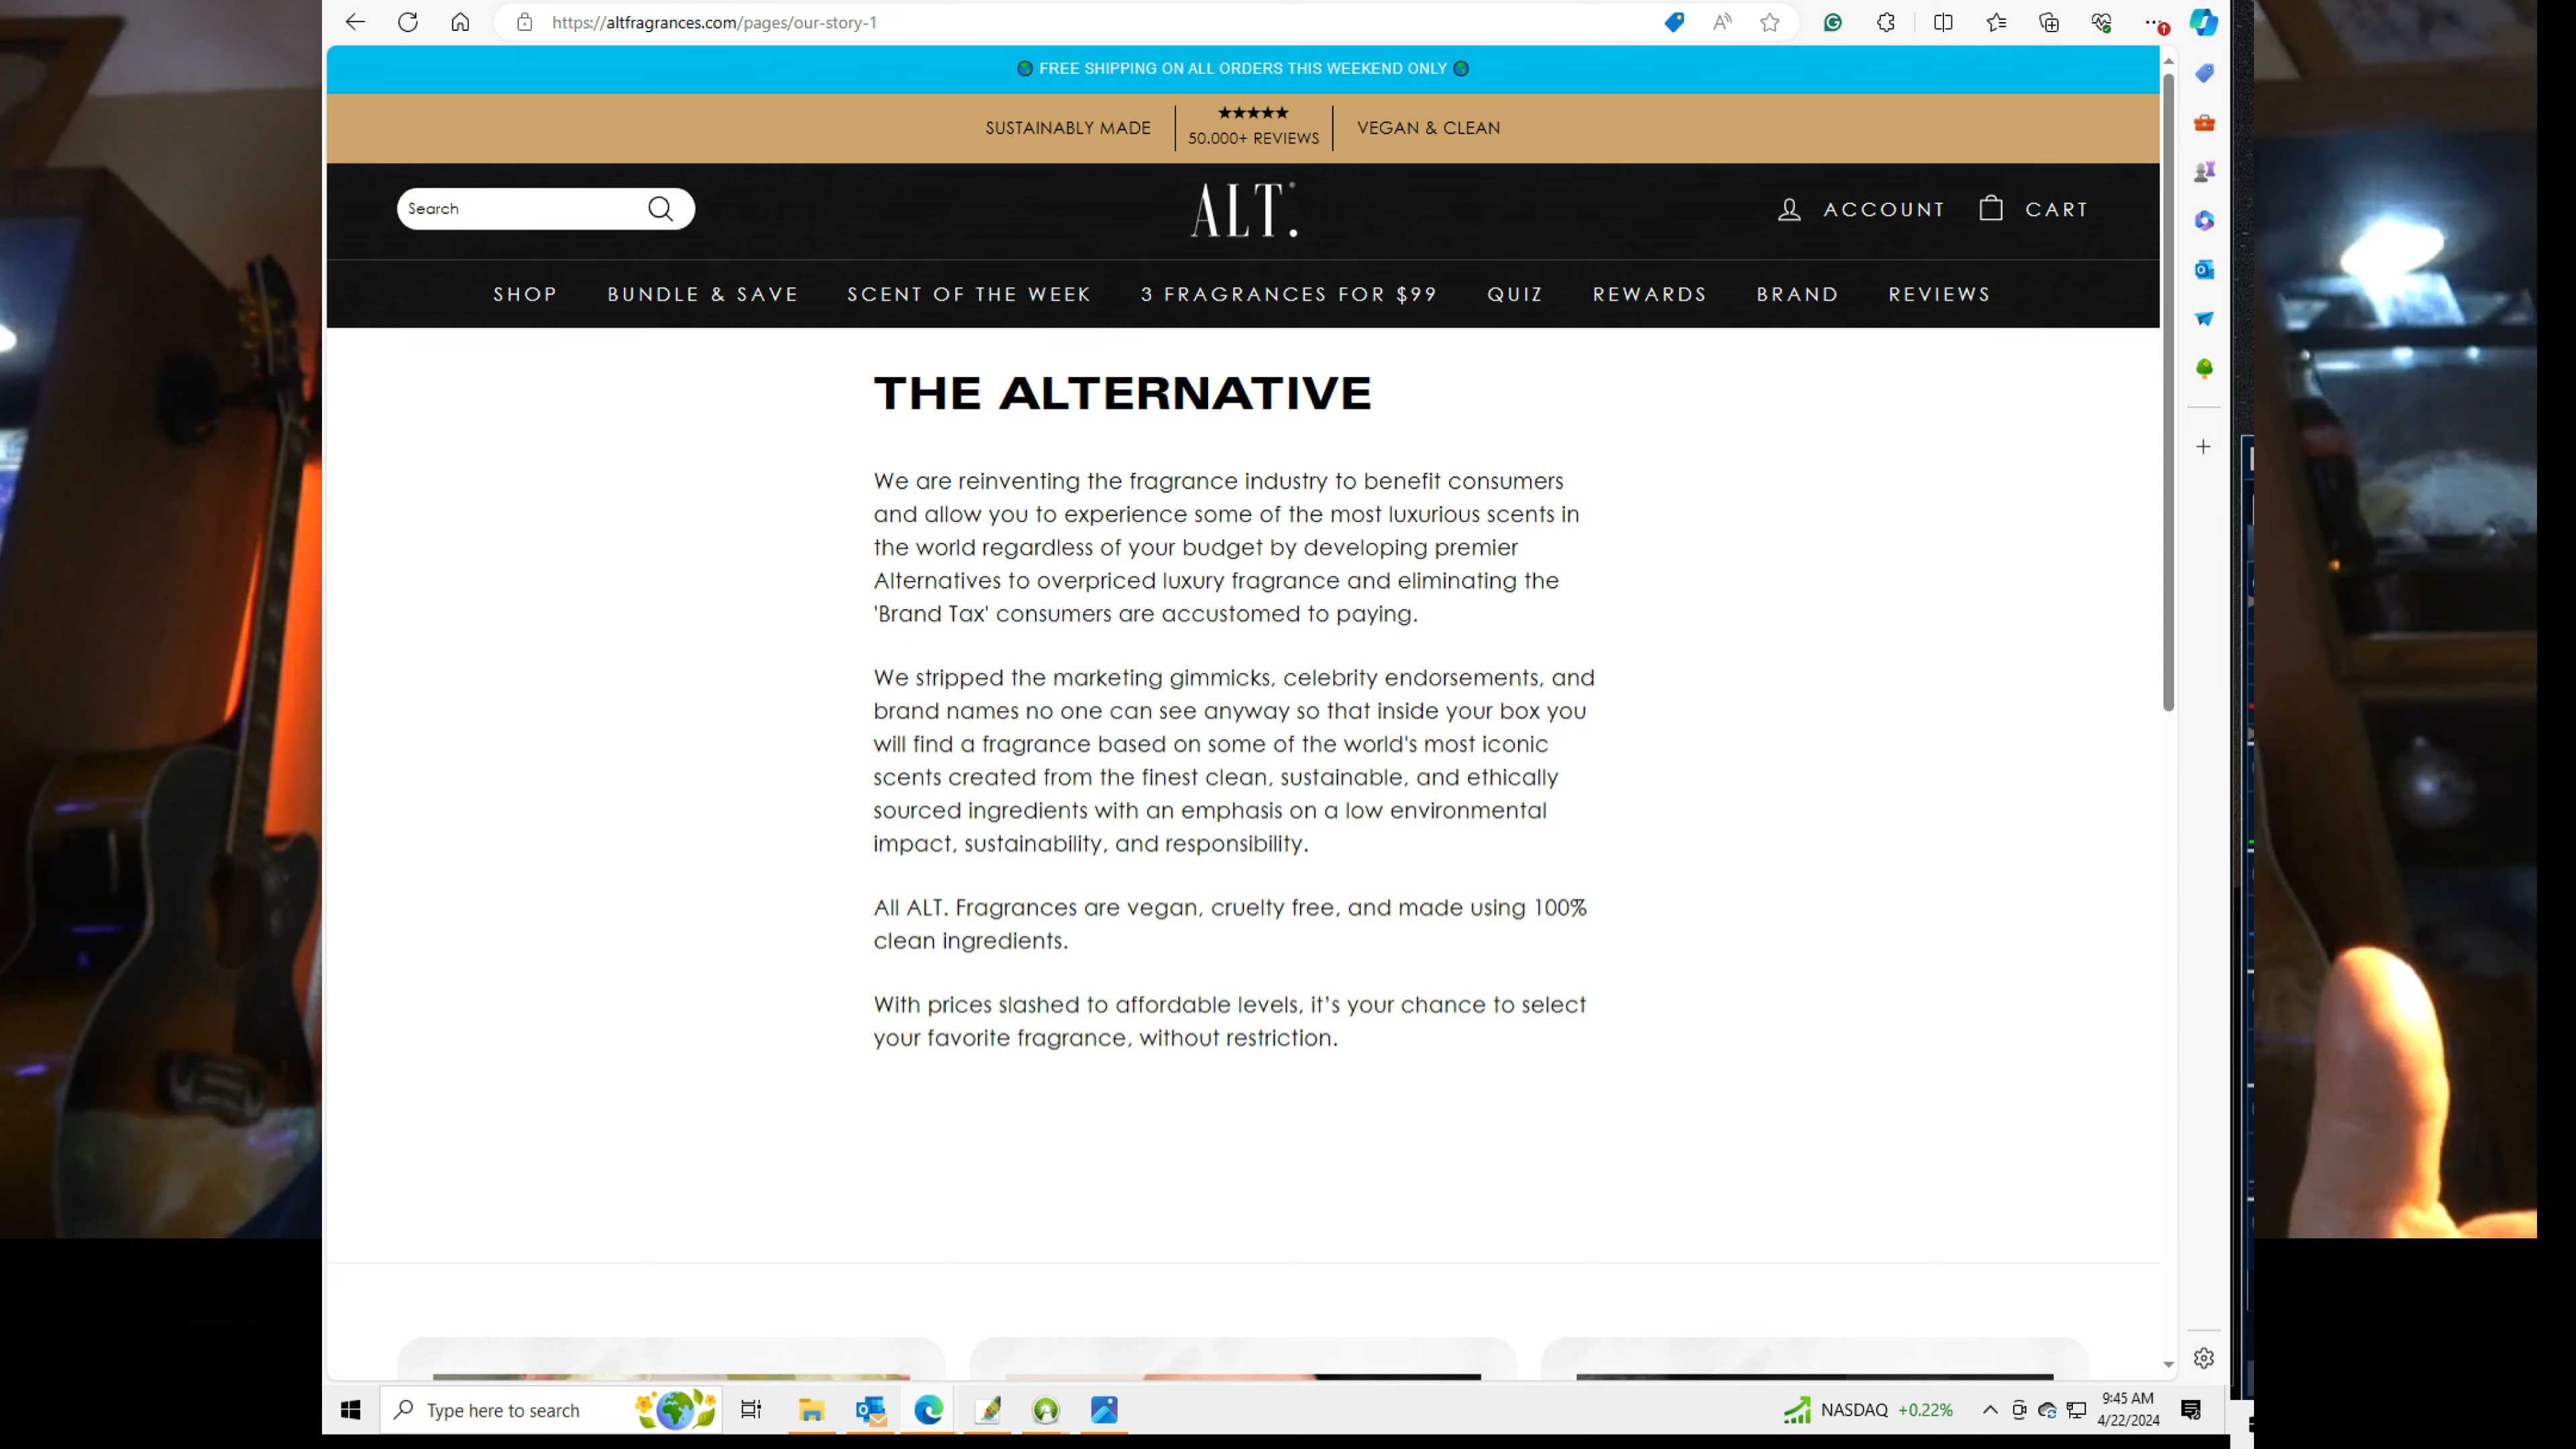 https://altfragrances.com/pages/our-story-1
FREE SHIPPING ON ALL ORDERS THIS WEEKEND ONLY
SUSTAINABLY MADE
★★★★★
50.000+ REVIEWS
VEGAN & CLEAN
Search
ALT.®
ACCOUNT
CART
SHOP
BUNDLE & SAVE
SCENT OF THE WEEK
3 FRAGRANCES FOR $99
QUIZ
REWARDS
BRAND
REVIEWS
THE ALTERNATIVE
We are reinventing the fragrance industry to benefit consumers
and allow you to experience some of the most luxurious scents in
the world regardless of your budget by developing premier
Alternatives to overpriced luxury fragrance and eliminating the
'Brand Tax' consumers are accustomed to paying.
We stripped the marketing gimmicks, celebrity endorsements, and
brand names no one can see anyway so that inside your box you
will find a fragrance based on some of the world's most iconic
scents created from the finest clean, sustainable, and ethically
sourced ingredients with an emphasis on a low environmental
impact, sustainability, and responsibility.
All ALT. Fragrances are vegan, cruelty free, and made using 100%
clean ingredients.
With prices slashed to affordable levels, it’s your chance to select
your favorite fragrance, without restriction.
Type here to search
NASDAQ +0.22%
9:45 AM
4/22/2024